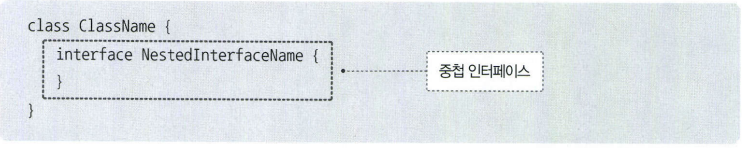 class ClassName {
interface NestedInterfaceName {
}
중첩 인터페이스
}